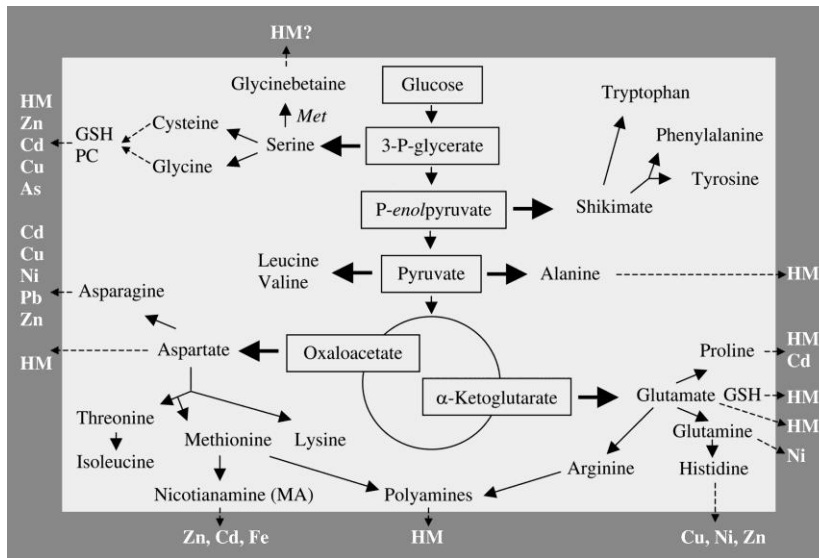 HM?
Glycinebetaine
Glucose
Tryptophan
HM
Zn
Cd
Cu
As
Met
Cysteine
GSH
PC
Serine
3-P-glycerate
Phenylalanine
Glycine
Tyrosine
P-enolpyruvate
Shikimate
Cd
Cu
Ni
Pb
Zn
Leucine
Valine
Pyruvate
Alanine
HM
Asparagine
Aspartate
Oxaloacetate
Proline
HM
Cd
HM
α-Ketoglutarate
Glutamate
GSH
HM
HM
Threonine
Methionine
Lysine
Glutamine
Ni
Isoleucine
Arginine
Histidine
Nicotianamine (MA)
Polyamines
Zn, Cd, Fe
HM
Cu, Ni, Zn